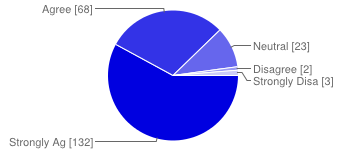 Agree [68]
Neutral [23]
Disagree [2]
Strongly Disa [3]
Strongly Ag [132]